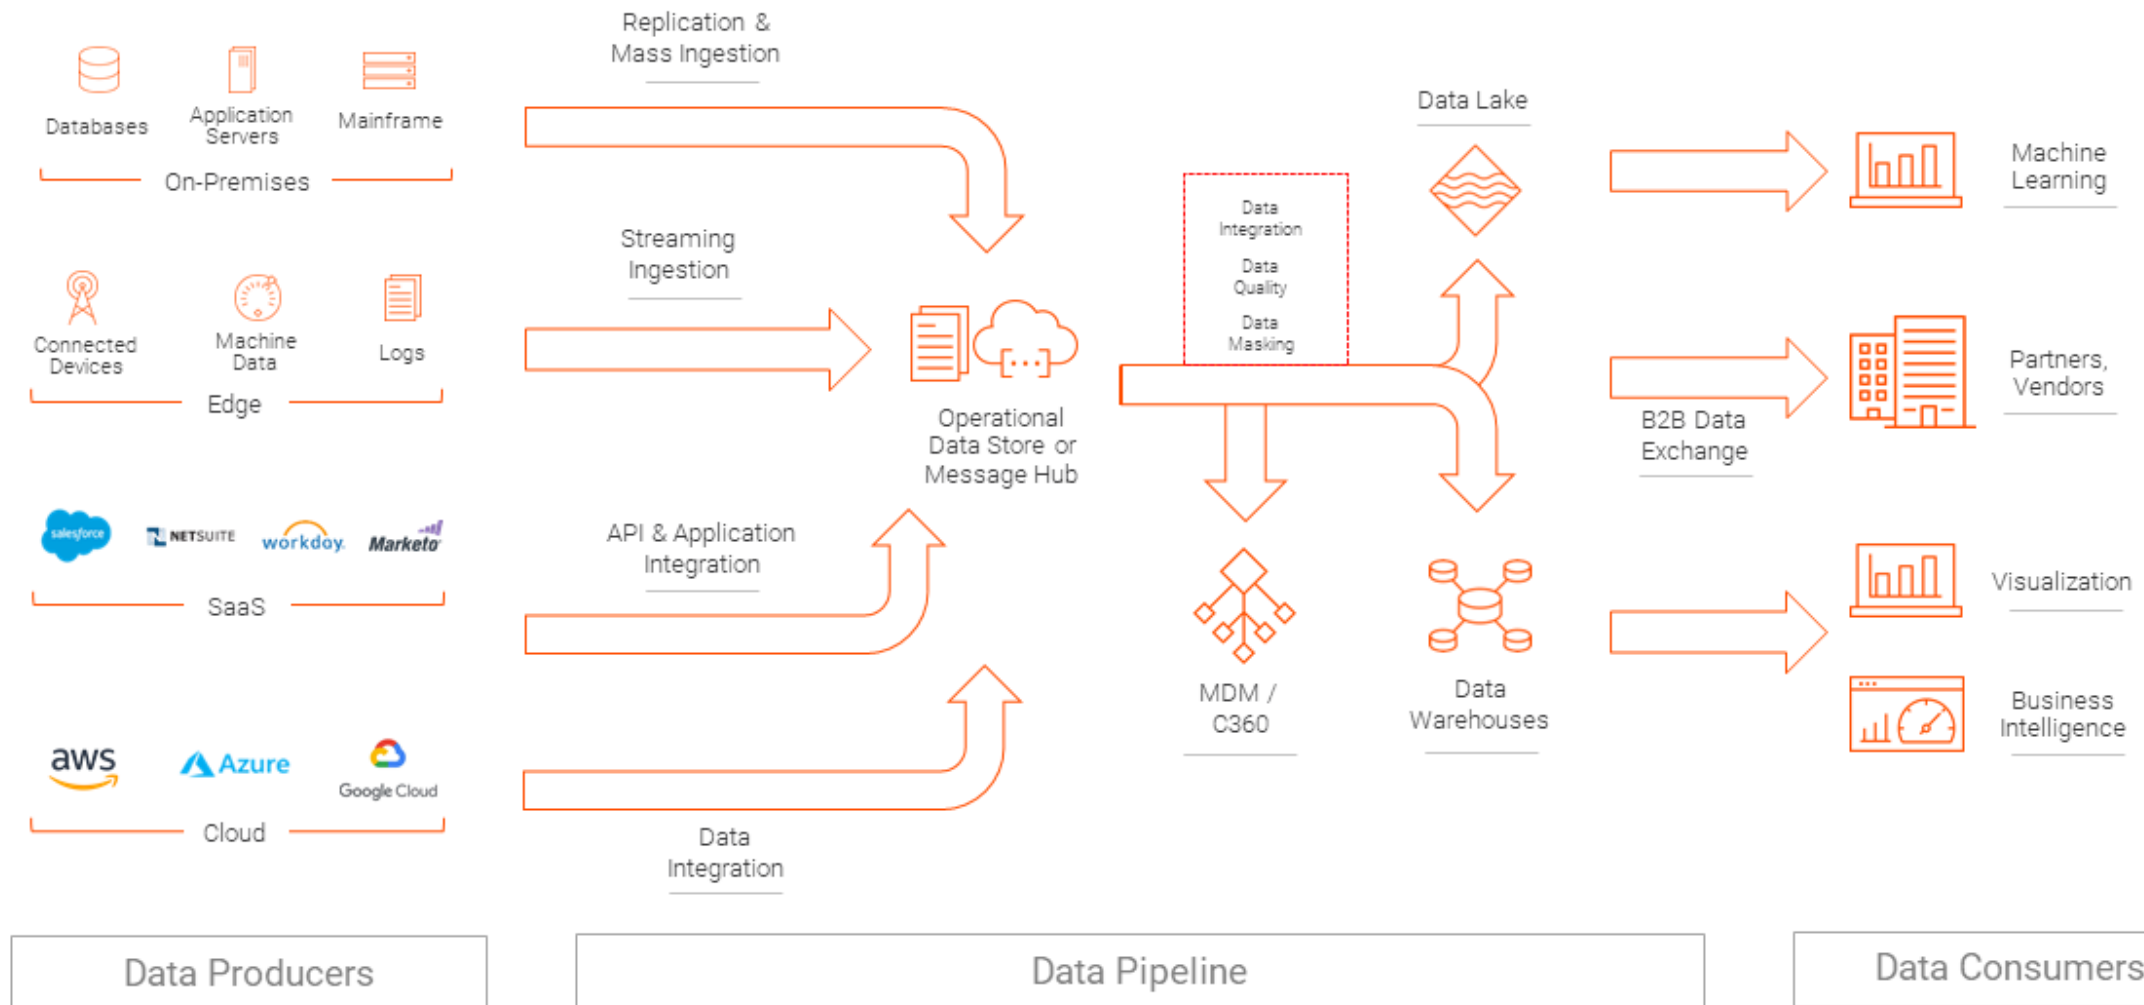 Replication &
Mass Ingestion
Databases
Application
Servers
Mainframe
On-Premises
Streaming
Ingestion
Connected
Devices
Machine
Data
Logs
Edge
salesforce
NETSUITE
workday.
Marketo
SaaS
API & Application
Integration
aws
Azure
Google Cloud
Cloud
Data
Integration
Operational
Data Store or
Message Hub
Data
Integration
Data
Quality
Data
Masking
Data Lake
MDM /
C360
Data
Warehouses
B2B Data
Exchange
Machine
Learning
Partners,
Vendors
Visualization
Business
Intelligence
Data Producers
Data Pipeline
Data Consumers